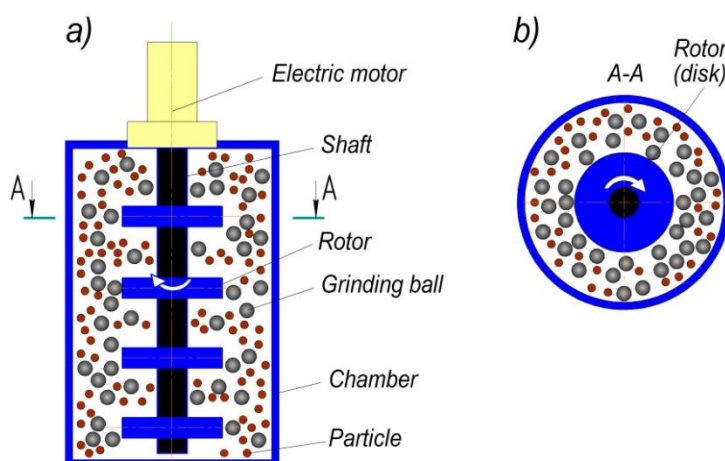 a)
Electric motor
Shaft
A
A
Rotor
Grinding ball
Chamber
Particle
b)
Rotor
(disk)
A-A